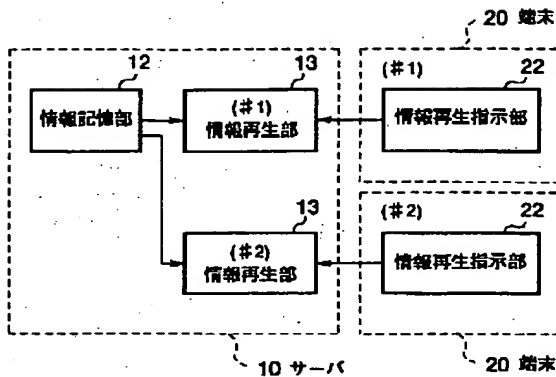 20 端末
12
情報記憶部
13
(#1)
情報再生部
(#1)
22
情報再生指示部
13
(#2)
情報再生部
(#2)
22
情報再生指示部
10 サーバ
20 端末